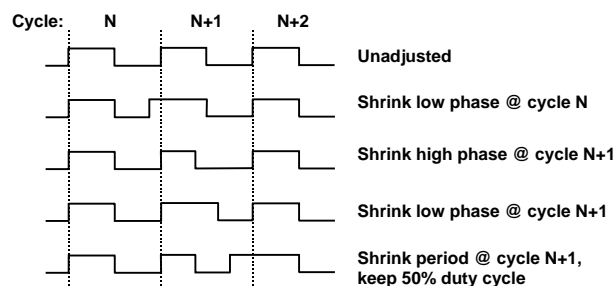 Cycle: N N+1 N+2
Unadjusted
Shrink low phase @ cycle N
Shrink high phase @ cycle N+1
Shrink low phase @ cycle N+1
Shrink period @ cycle N+1,
keep 50% duty cycle